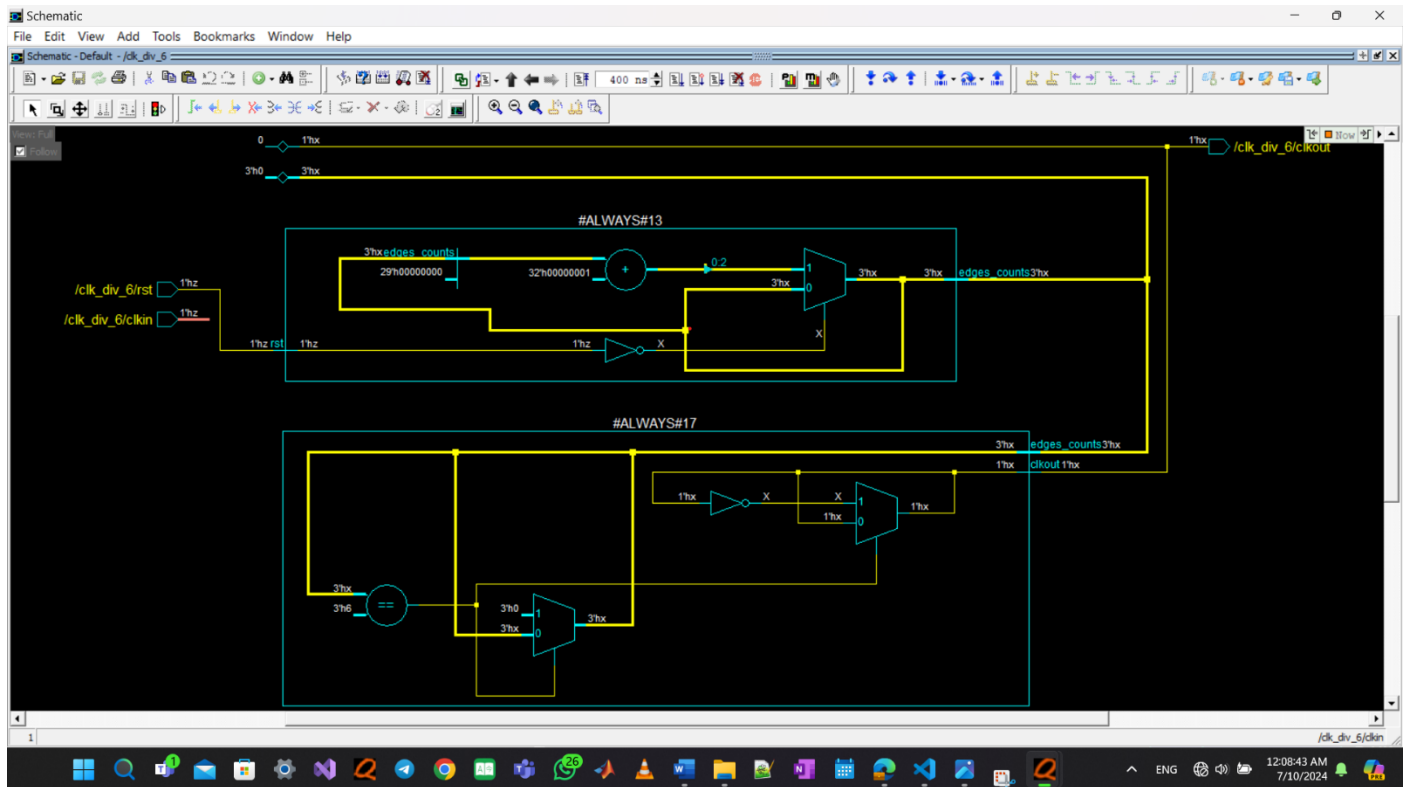 Schematic
File Edit View Add Tools Bookmarks Window Help
Schematic - Default - /clk_div_6
400 ns
View: Full
Follow
Now
0 1'hx
1'hx /clk_div_6/clkout
3'h0 3'hx
#ALWAYS#13
3'hx edges_counts
29'h00000000
32'h00000001
+
0:2
1
3'hx 0
3'hx
3'hx edges_counts3'hx
/clk_div_6/rst 1'hz
/clk_div_6/clkin 1'hz
X
1'hz rst 1'hz
1'hz X
#ALWAYS#17
3'hx edges_counts3'hx
1'hx clkout 1'hx
1'hx X X 1
1'hx 0
1'hx
3'hx
3'h6
==
3'h0 1
3'hx 0
3'hx
1
/clk_div_6/clkin
26
1
ENG
12:08:43 AM
7/10/2024
PRE